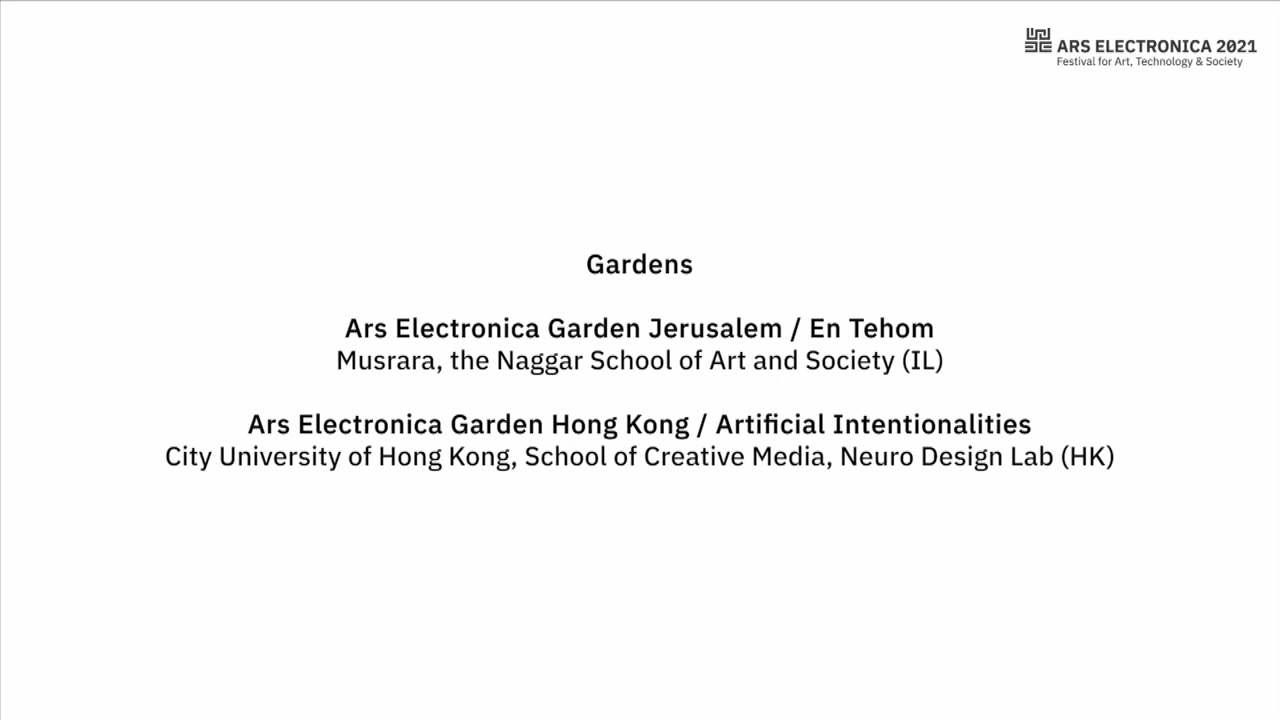 ARS ELECTRONICA 2021
Festival for Art, Technology & Society
Gardens
Ars Electronica Garden Jerusalem / En Tehom
Musrara, the Naggar School of Art and Society (IL)
Ars Electronica Garden Hong Kong / Artificial Intentionalities
City University of Hong Kong, School of Creative Media, Neuro Design Lab (HK)